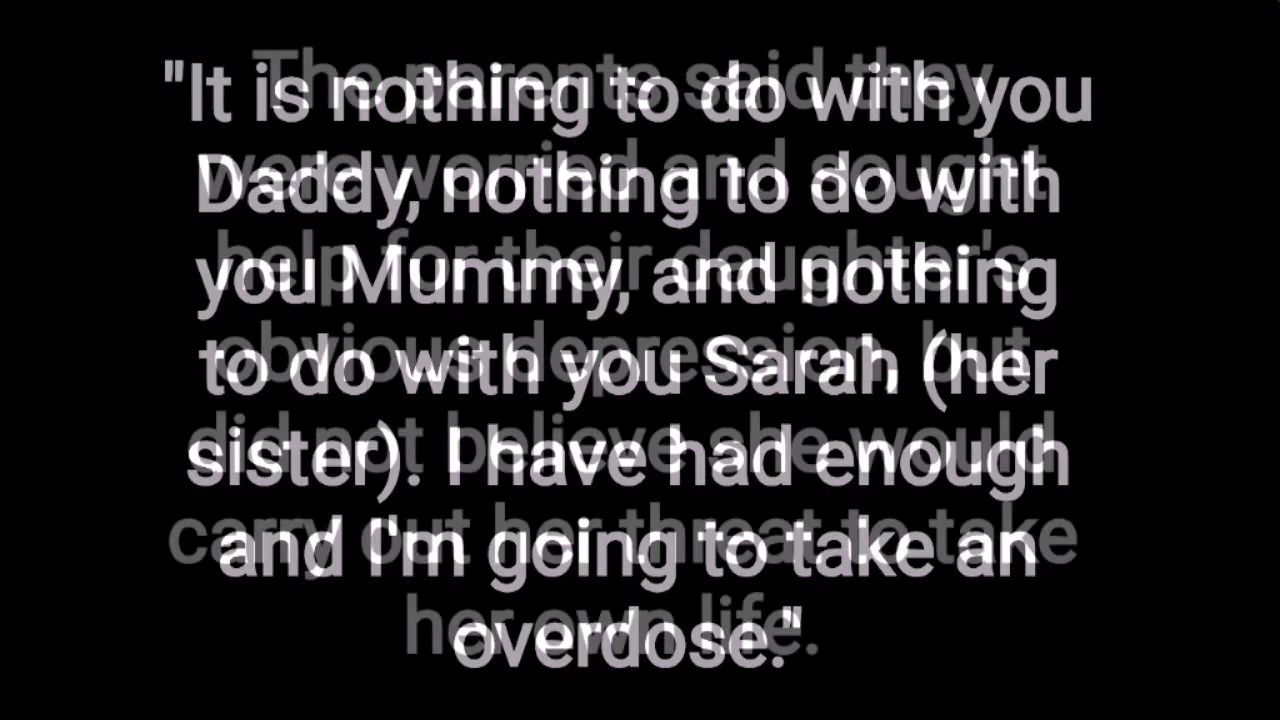 "It is nothing to do with you
Daddy, nothing to do with
you Mummy, and nothing
to do with you Sarah, (her
sister). I have had enough
and I'm going to take an
overdose."
The parents said they
were worried and sought
help for their daughter's
obvious depression, but
did not believe she would
carry out her threat to take
her own life.